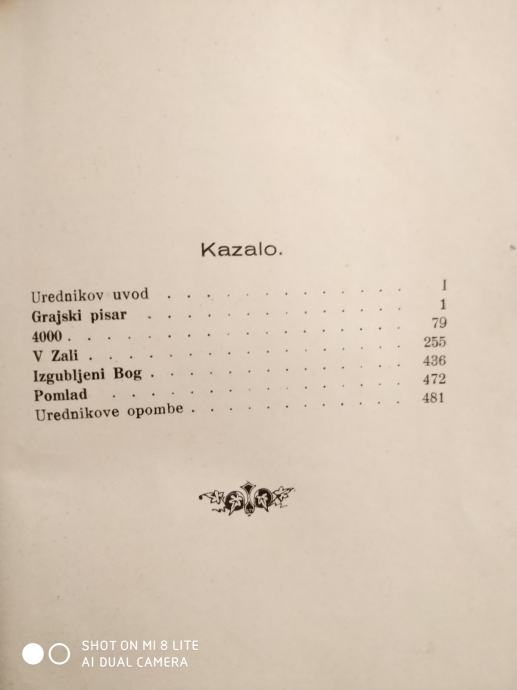 Kazalo.
Urednikov uvod . . . . . . . . . . . . I
Grajski pisar . . . . . . . . . . . . 1
4000 . . . . . . . . . . . . . . . 79
V Zali . . . . . . . . . . . . . . 255
Izgubljeni Bog . . . . . . . . . . . . 436
Pomlad . . . . . . . . . . . . . . 472
Urednikove opombe . . . . . . . . . . 481
SHOT ON MI 8 LITE
AI DUAL CAMERA